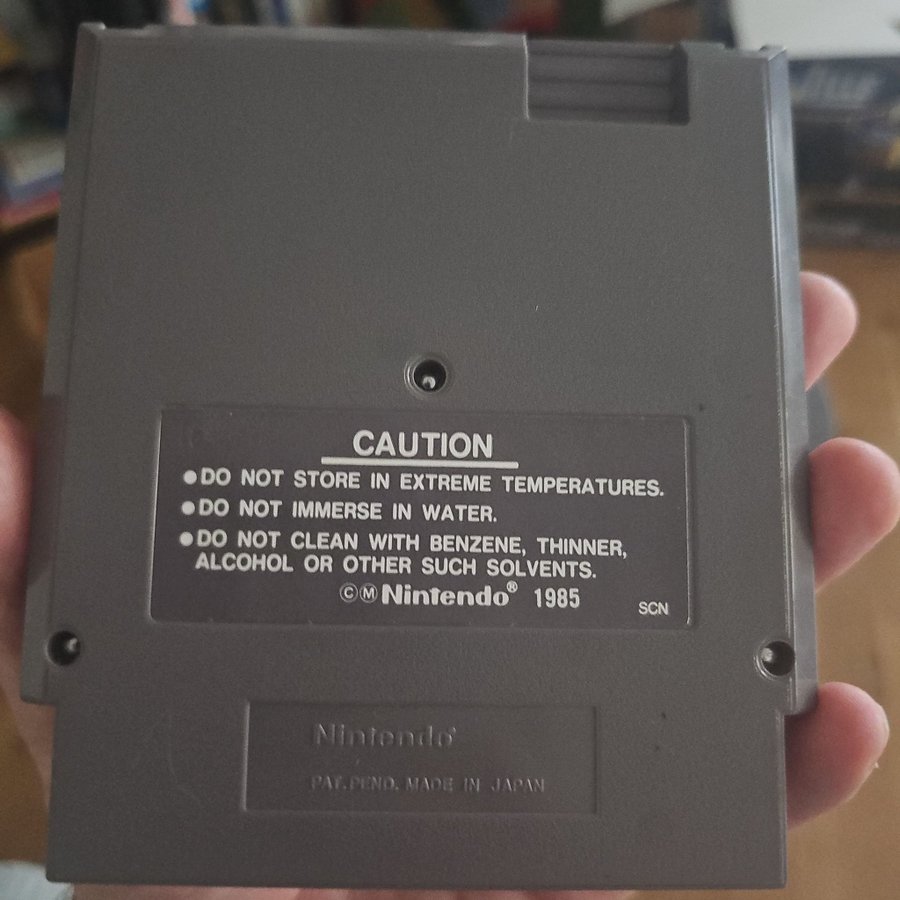 CAUTION
●DO NOT STORE IN EXTREME TEMPERATURES.
●DO NOT IMMERSE IN WATER.
●DO NOT CLEAN WITH BENZENE, THINNER,
ALCOHOL OR OTHER SUCH SOLVENTS.
ⒸⓂNintendo® 1985
SCN
Nintendo®
PAT.PEND. MADE IN JAPAN